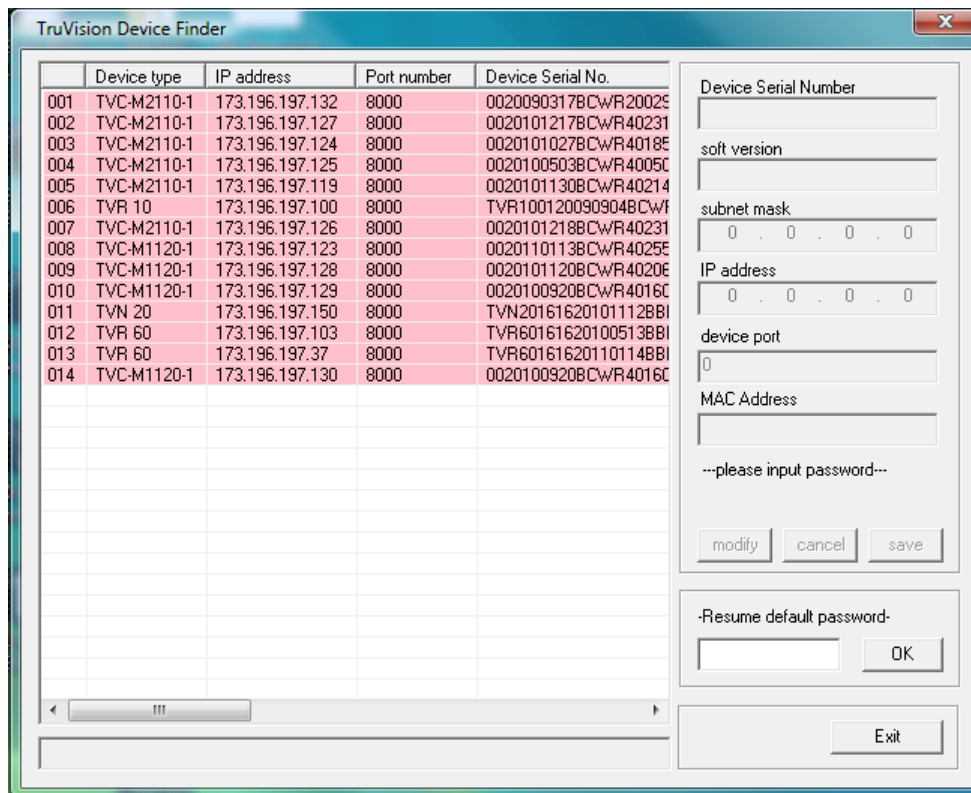 TruVision Device Finder
Device type IP address Port number Device Serial No.
001 TVC-M2110-1 173.196.197.132 8000 0020090317BCWR20029
002 TVC-M2110-1 173.196.197.127 8000 0020101217BCWR40231
003 TVC-M2110-1 173.196.197.124 8000 0020101027BCWR40185
004 TVC-M2110-1 173.196.197.125 8000 0020100503BCWR40050
005 TVC-M2110-1 173.196.197.119 8000 0020101130BCWR40214
006 TVR 10 173.196.197.100 8000 TVR100120090904BCWR
007 TVC-M2110-1 173.196.197.126 8000 0020101218BCWR40231
008 TVC-M1120-1 173.196.197.123 8000 0020110113BCWR40255
009 TVC-M1120-1 173.196.197.128 8000 0020101120BCWR40206
010 TVC-M1120-1 173.196.197.129 8000 0020100920BCWR40160
011 TVN 20 173.196.197.150 8000 TVN20161620101112BB
012 TVR 60 173.196.197.103 8000 TVR60161620100513BB
013 TVR 60 173.196.197.37 8000 TVR60161620110114BB
014 TVC-M1120-1 173.196.197.130 8000 0020100920BCWR40160
Device Serial Number
soft version
subnet mask
0 . 0 . 0 . 0
IP address
0 . 0 . 0 . 0
device port
0
MAC Address
---please input password---
modify cancel save
-Resume default password-
OK
Exit